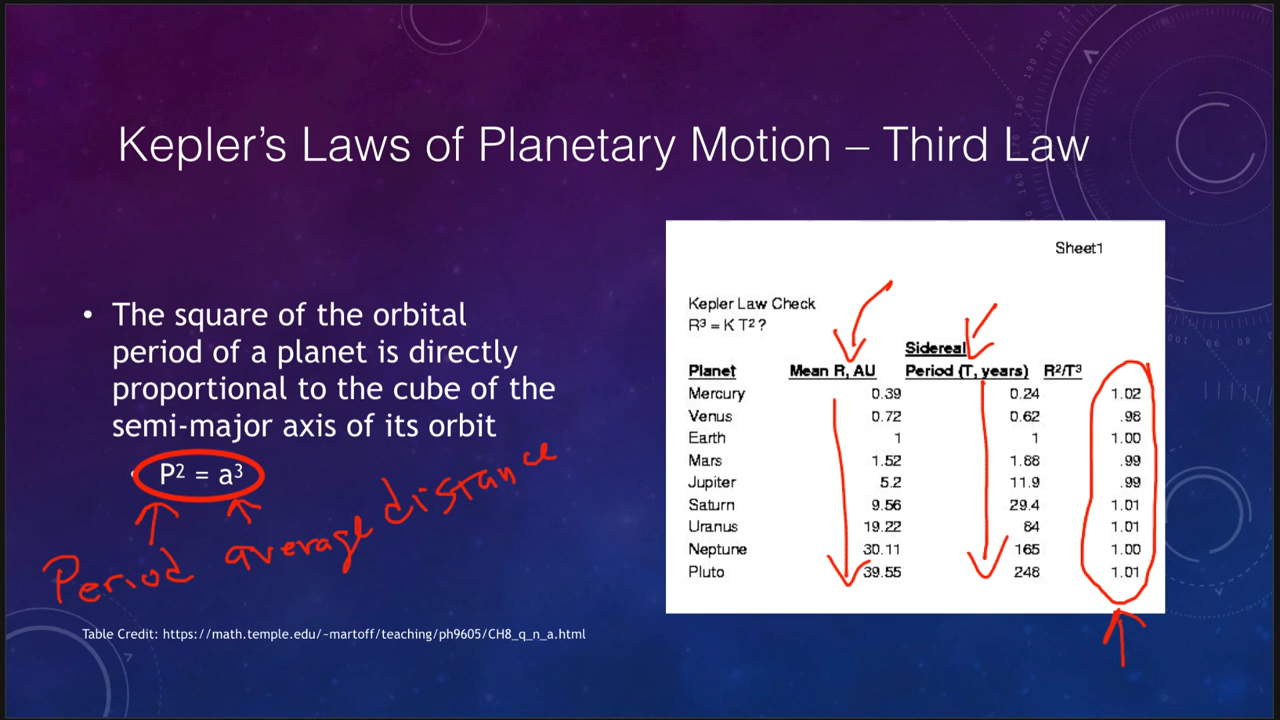 Kepler's Laws of Planetary Motion – Third Law
• The square of the orbital
period of a planet is directly
proportional to the cube of the
semi-major axis of its orbit
P² = a³
Period average distance
Table Credit: https://math.temple.edu/~martoff/teaching/ph9605/CH8_q_n_a.html
Sheet1
Kepler Law Check
R³ = K T² ?
Sidereal
Planet Mean R, AU Period (T, years) R²/T³
Mercury 0.39 0.24 1.02
Venus 0.72 0.62 .98
Earth 1 1 1.00
Mars 1.52 1.88 .99
Jupiter 5.2 11.9 .99
Saturn 9.56 29.4 1.01
Uranus 19.22 84 1.01
Neptune 30.11 165 1.00
Pluto 39.55 248 1.01